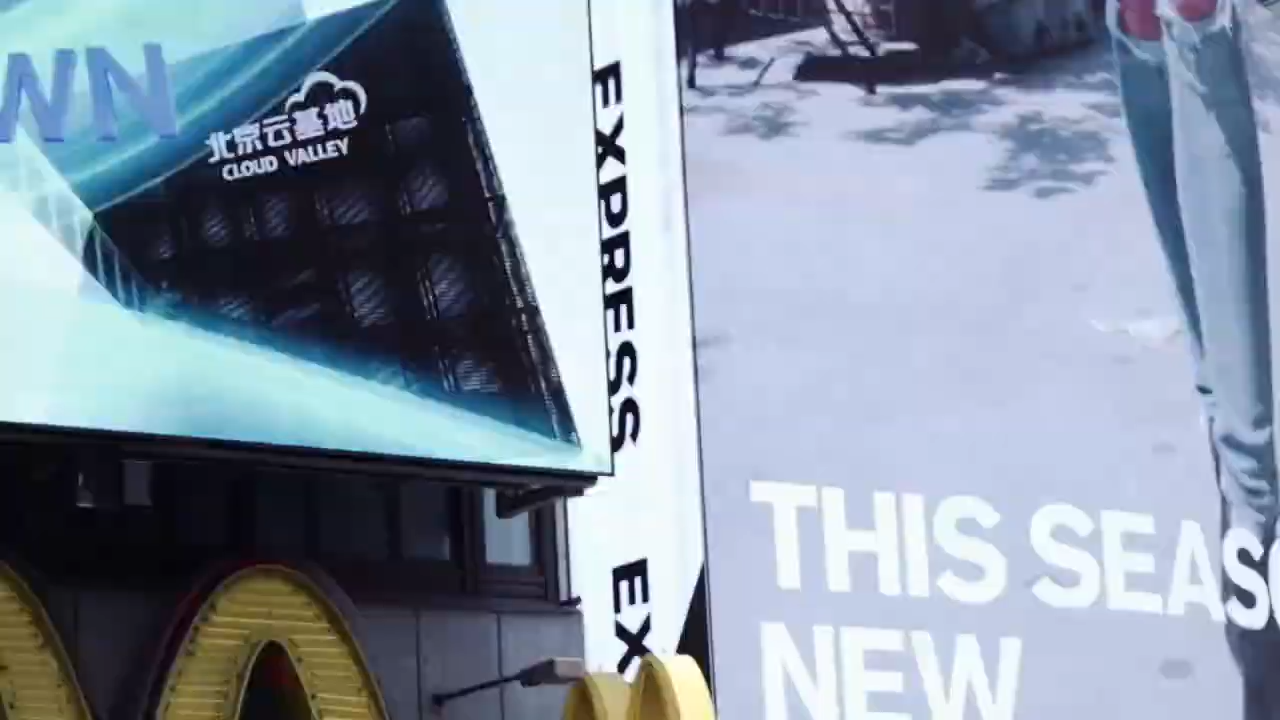 WN
北京云基地
CLOUD VALLEY
EXPRESS
EX
THIS SEAS
NEW